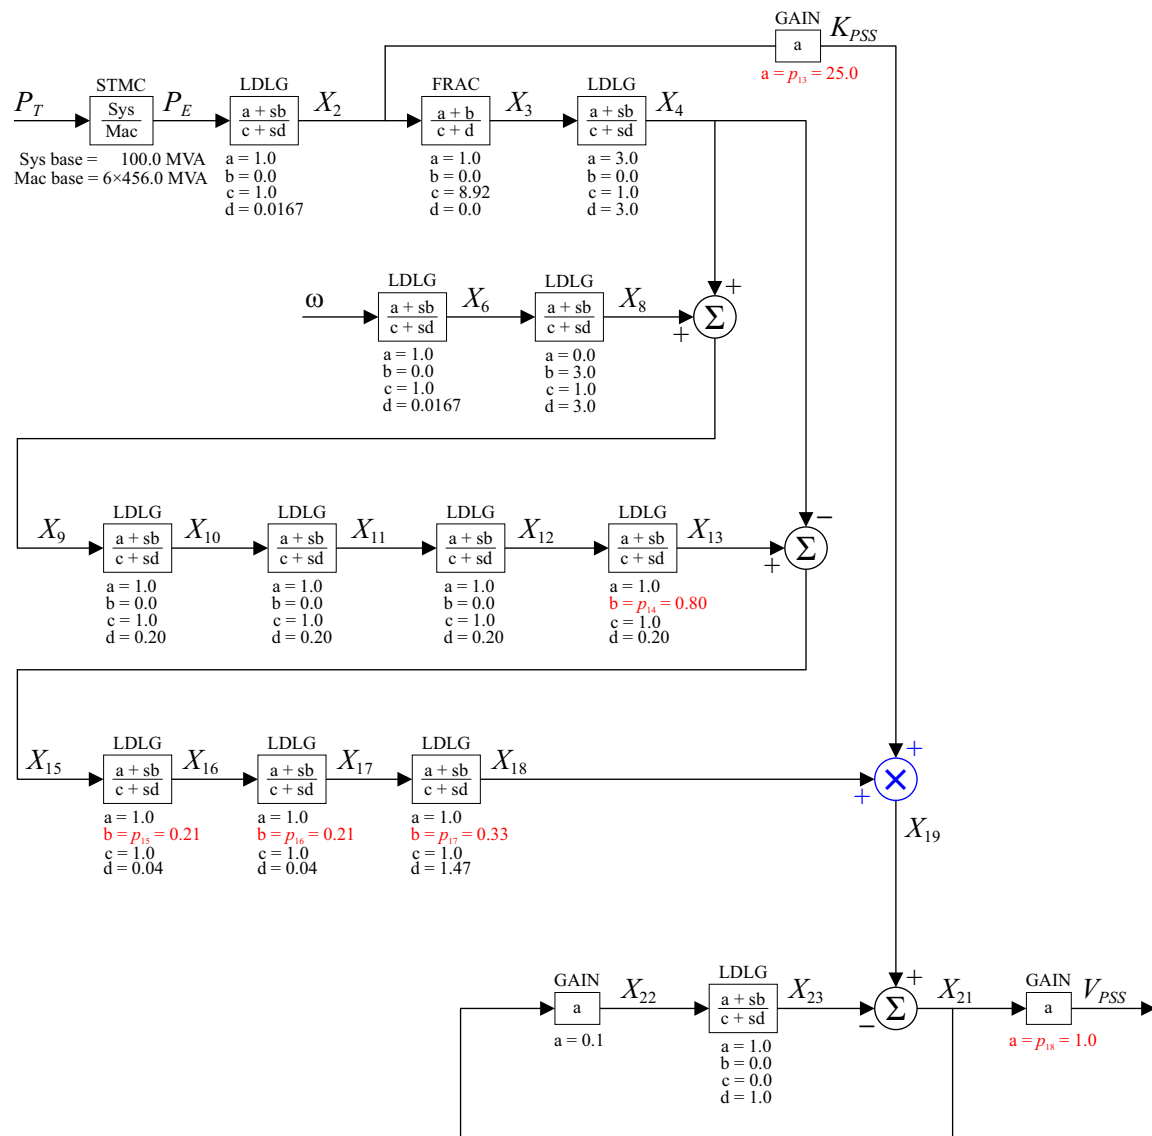 GAIN
K_PSS
a
a = p₁₃ = 25.0
STMC
LDLG
FRAC
LDLG
P_T
Sys
Mac
P_E
a + sb
c + sd
X₂
a + b
c + d
X₃
a + sb
c + sd
X₄
Sys base = 100.0 MVA
Mac base = 6×456.0 MVA
a = 1.0
b = 0.0
c = 1.0
d = 0.0167
a = 1.0
b = 0.0
c = 8.92
d = 0.0
a = 3.0
b = 0.0
c = 1.0
d = 3.0
LDLG
LDLG
ω
a + sb
c + sd
X₆
a + sb
c + sd
X₈
+
+
Σ
a = 1.0
b = 0.0
c = 1.0
d = 0.0167
a = 0.0
b = 3.0
c = 1.0
d = 3.0
LDLG
LDLG
LDLG
LDLG
X₉
a + sb
c + sd
X₁₀
a + sb
c + sd
X₁₁
a + sb
c + sd
X₁₂
a + sb
c + sd
X₁₃
−
+
Σ
a = 1.0
b = 0.0
c = 1.0
d = 0.20
a = 1.0
b = 0.0
c = 1.0
d = 0.20
a = 1.0
b = 0.0
c = 1.0
d = 0.20
a = 1.0
b = p₁₄ = 0.80
c = 1.0
d = 0.20
LDLG
LDLG
LDLG
X₁₅
a + sb
c + sd
X₁₆
a + sb
c + sd
X₁₇
a + sb
c + sd
X₁₈
+
+
×
a = 1.0
b = p₁₅ = 0.21
c = 1.0
d = 0.04
a = 1.0
b = p₁₆ = 0.21
c = 1.0
d = 0.04
a = 1.0
b = p₁₇ = 0.33
c = 1.0
d = 1.47
X₁₉
GAIN
LDLG
GAIN
a
X₂₂
a + sb
c + sd
X₂₃
+
−
Σ
X₂₁
a
V_PSS
a = 0.1
a = 1.0
b = 0.0
c = 0.0
d = 1.0
a = p₁₈ = 1.0